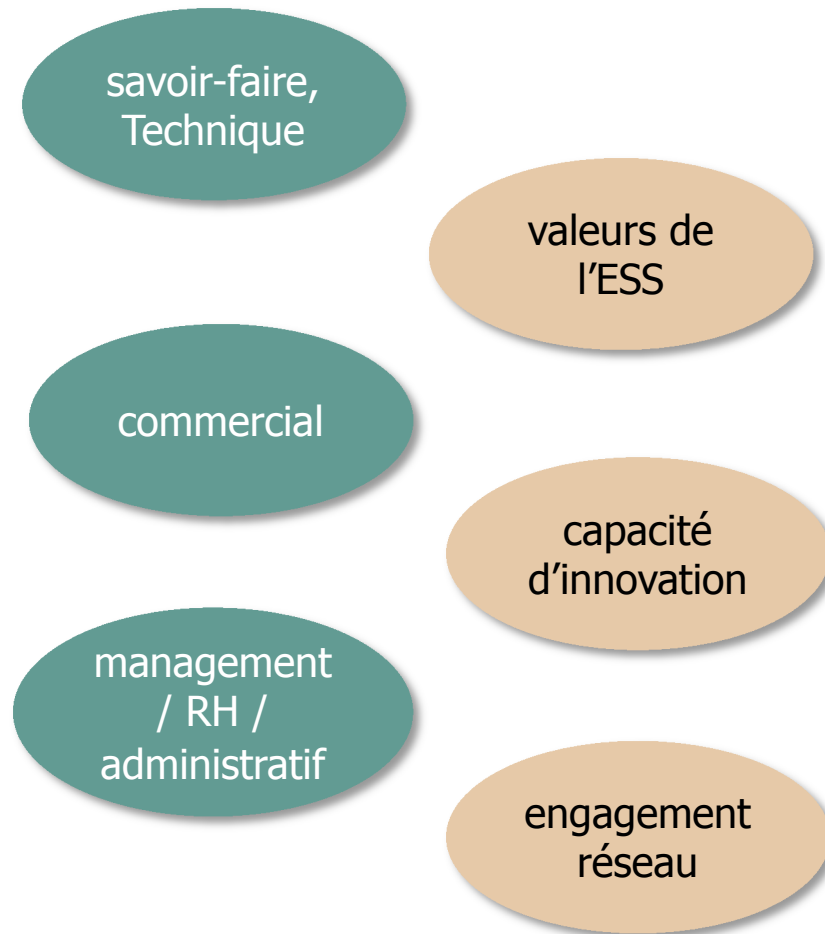 savoir-faire,
Technique
valeurs de
l’ESS
commercial
capacité
d’innovation
management
/ RH /
administratif
engagement
réseau